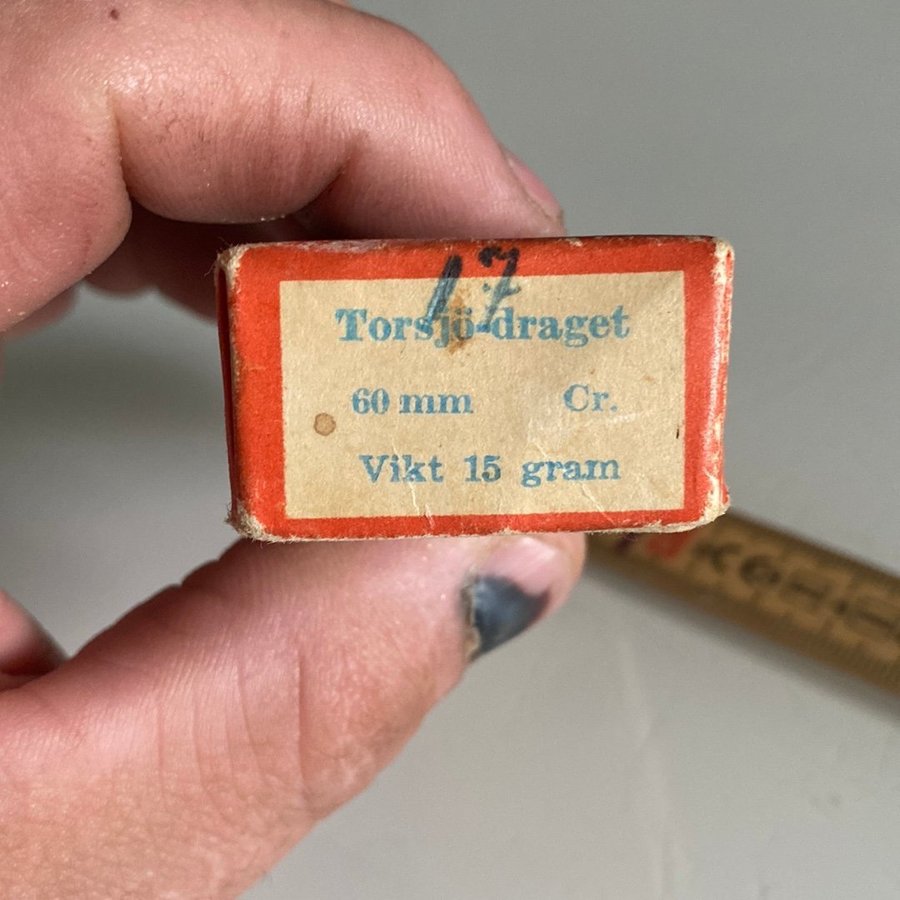 17
Torsjö-draget
60 mm Cr.
Vikt 15 gram